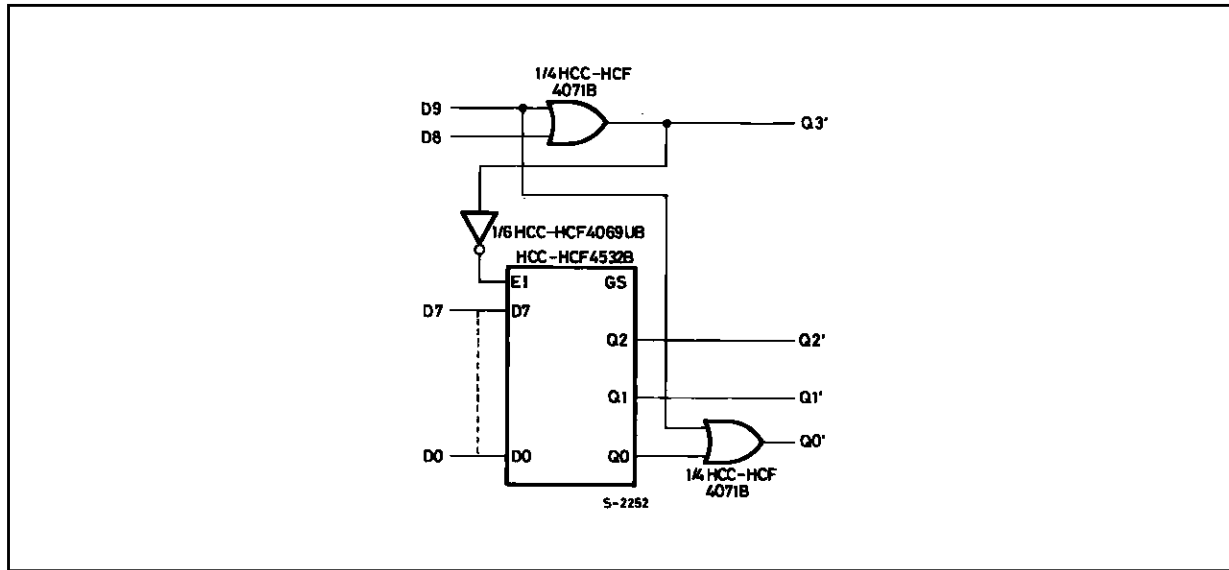 1/4 HCC-HCF
4071B
D9
D8
Q3'
1/6 HCC-HCF4069UB
HCC-HCF4532B
EI
GS
D7
D7
Q2
Q2'
Q1
Q1'
D0
D0
Q0
Q0'
1/4 HCC-HCF
4071B
S-2252